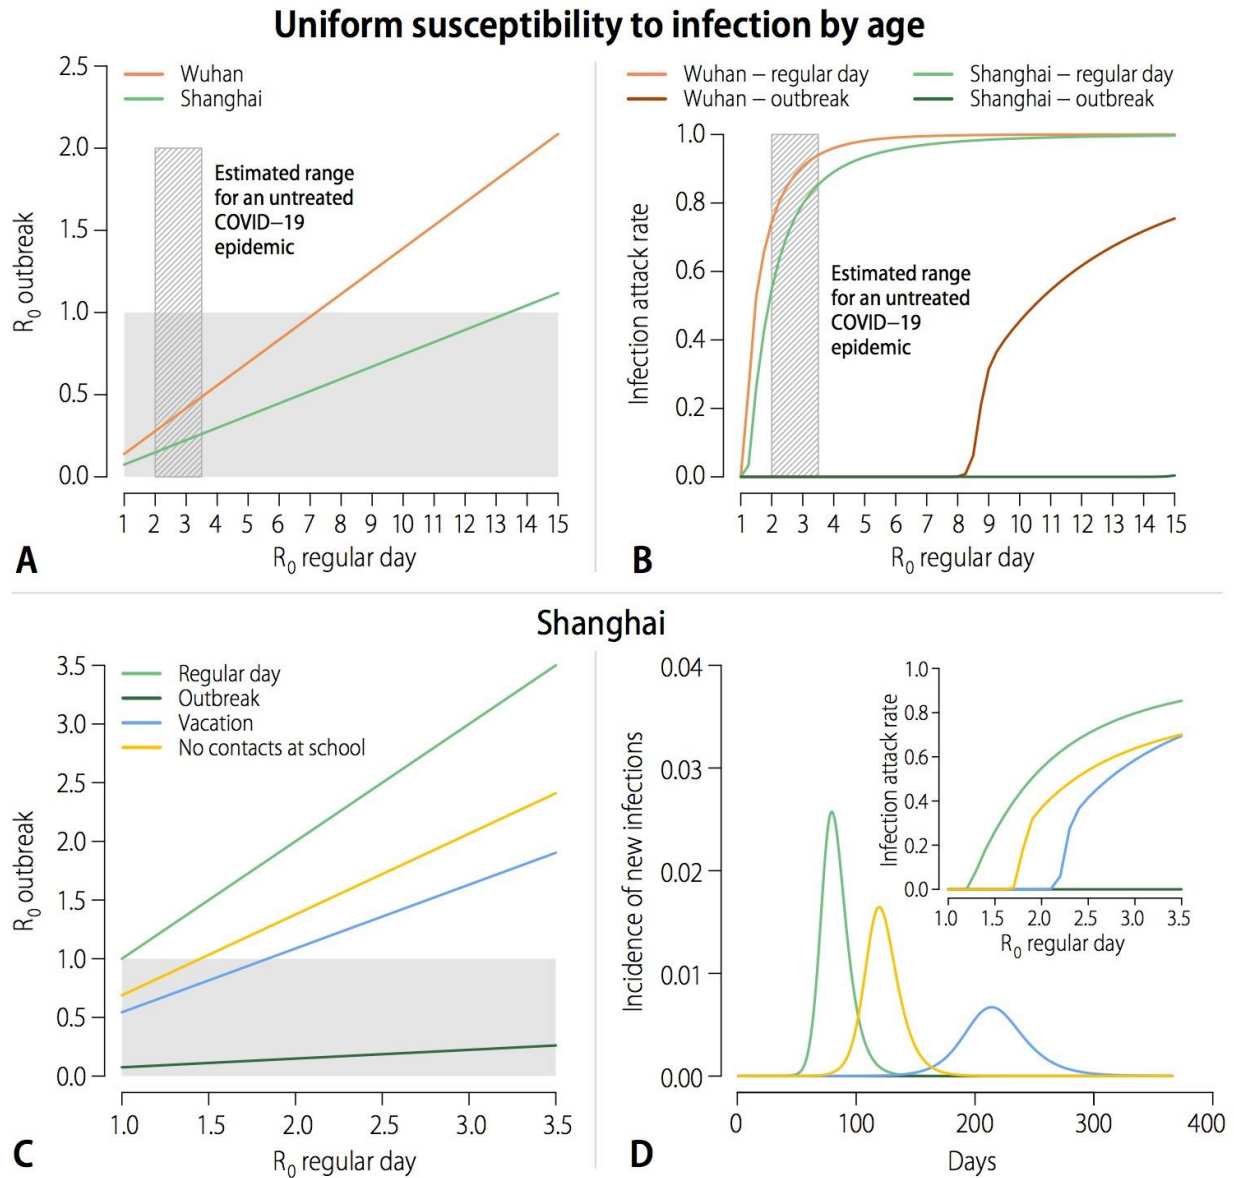 Uniform susceptibility to infection by age
Wuhan
Shanghai
2.5
2.0
1.5
1.0
0.5
0.0
R0 outbreak
Estimated range
for an untreated
COVID–19
epidemic
1 2 3 4 5 6 7 8 9 10 11 12 13 14 15
R0 regular day
A
Wuhan – regular day
Wuhan – outbreak
Shanghai – regular day
Shanghai – outbreak
1.0
0.8
0.6
0.4
0.2
0.0
Infection attack rate
Estimated range
for an untreated
COVID–19
epidemic
1 2 3 4 5 6 7 8 9 10 11 12 13 14 15
R0 regular day
B
Shanghai
Regular day
Outbreak
Vacation
No contacts at school
3.5
3.0
2.5
2.0
1.5
1.0
0.5
0.0
R0 outbreak
1.0 1.5 2.0 2.5 3.0 3.5
R0 regular day
C
0.04
0.03
0.02
0.01
0.00
Incidence of new infections
1.0
0.8
0.6
0.4
0.2
0.0
Infection attack rate
1.0 1.5 2.0 2.5 3.0 3.5
R0 regular day
0 100 200 300 400
Days
D